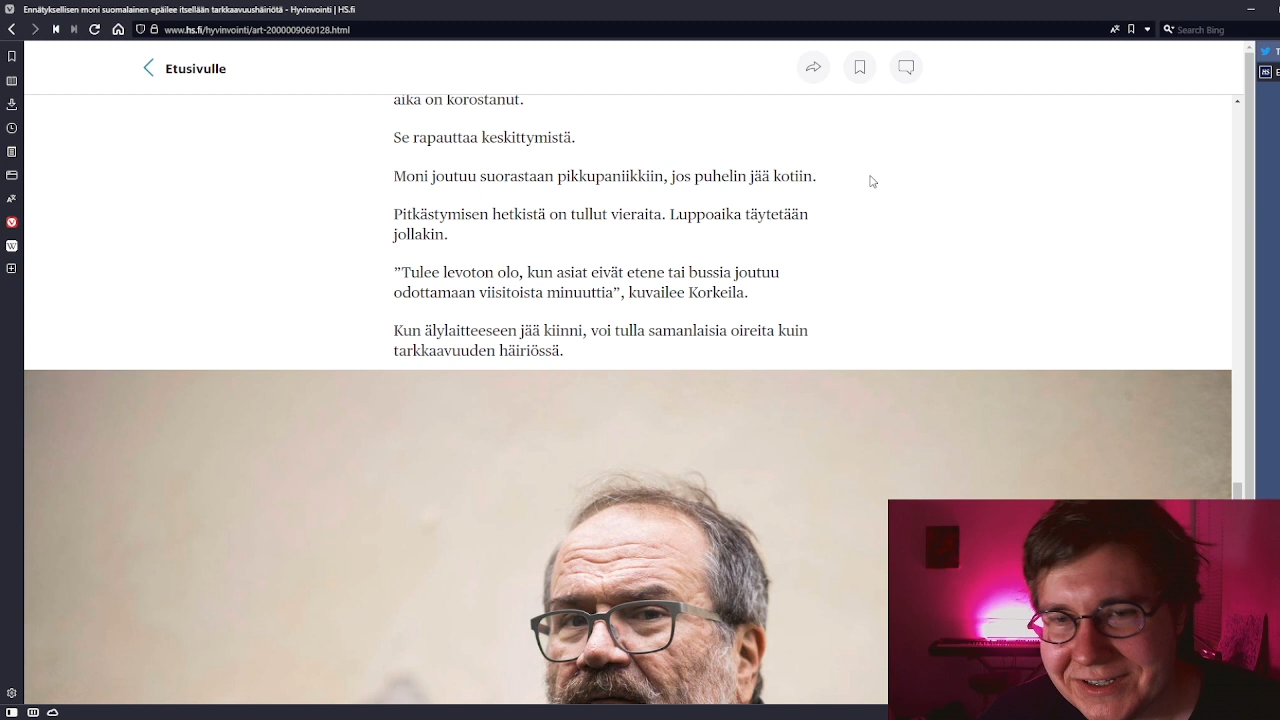 Ennätyksellisen moni suomalainen epäilee itsellään tarkkaavuushäiriötä - Hyvinvointi | HS.fi
www.hs.fi/hyvinvointi/art-2000009060128.html
Search Bing
Etusivulle
aika on korostanut.
Se rapauttaa keskittymistä.
Moni joutuu suorastaan pikkupaniikkiin, jos puhelin jää kotiin.
Pitkästymisen hetkistä on tullut vieraita. Luppoaika täytetään
jollakin.
”Tulee levoton olo, kun asiat eivät etene tai bussia joutuu
odottamaan viisitoista minuuttia”, kuvailee Korkeila.
Kun älylaitteeseen jää kiinni, voi tulla samanlaisia oireita kuin
tarkkaavuuden häiriössä.
W
HS